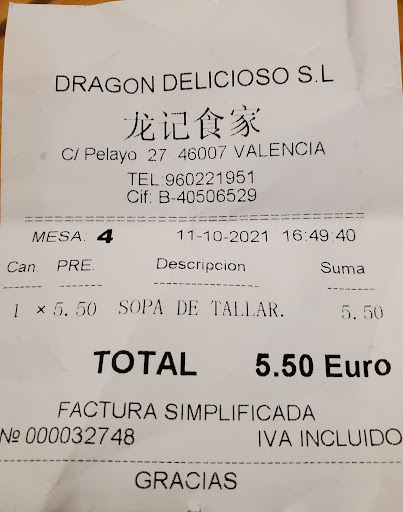 DRAGON DELICIOSO S.L
龙记食家
C/ Pelayo 27 46007 VALENCIA
TEL:960221951
Cif: B-40506529
MESA: 4 11-10-2021 16:49:40
Can. PRE. Descripcion Suma
1 × 5.50 SOPA DE TALLAR. 5.50
TOTAL 5.50 Euro
FACTURA SIMPLIFICADA
Nº 000032748 IVA INCLUIDO
GRACIAS